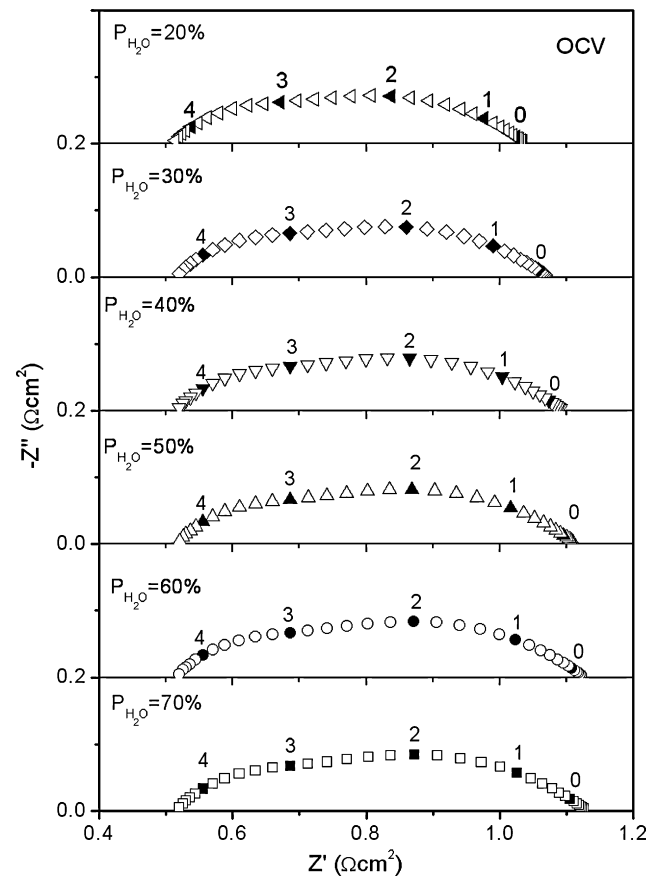 P_H2O=20%
OCV
4 3 2 1 0
0.2
P_H2O=30%
4 3 2 1 0
0.0
P_H2O=40%
4 3 2 1 0
0.2
-Z'' (Ωcm²)
P_H2O=50%
4 3 2 1 0
0.0
P_H2O=60%
4 3 2 1 0
0.2
P_H2O=70%
4 3 2 1 0
0.0
0.4 0.6 0.8 1.0 1.2
Z' (Ωcm²)